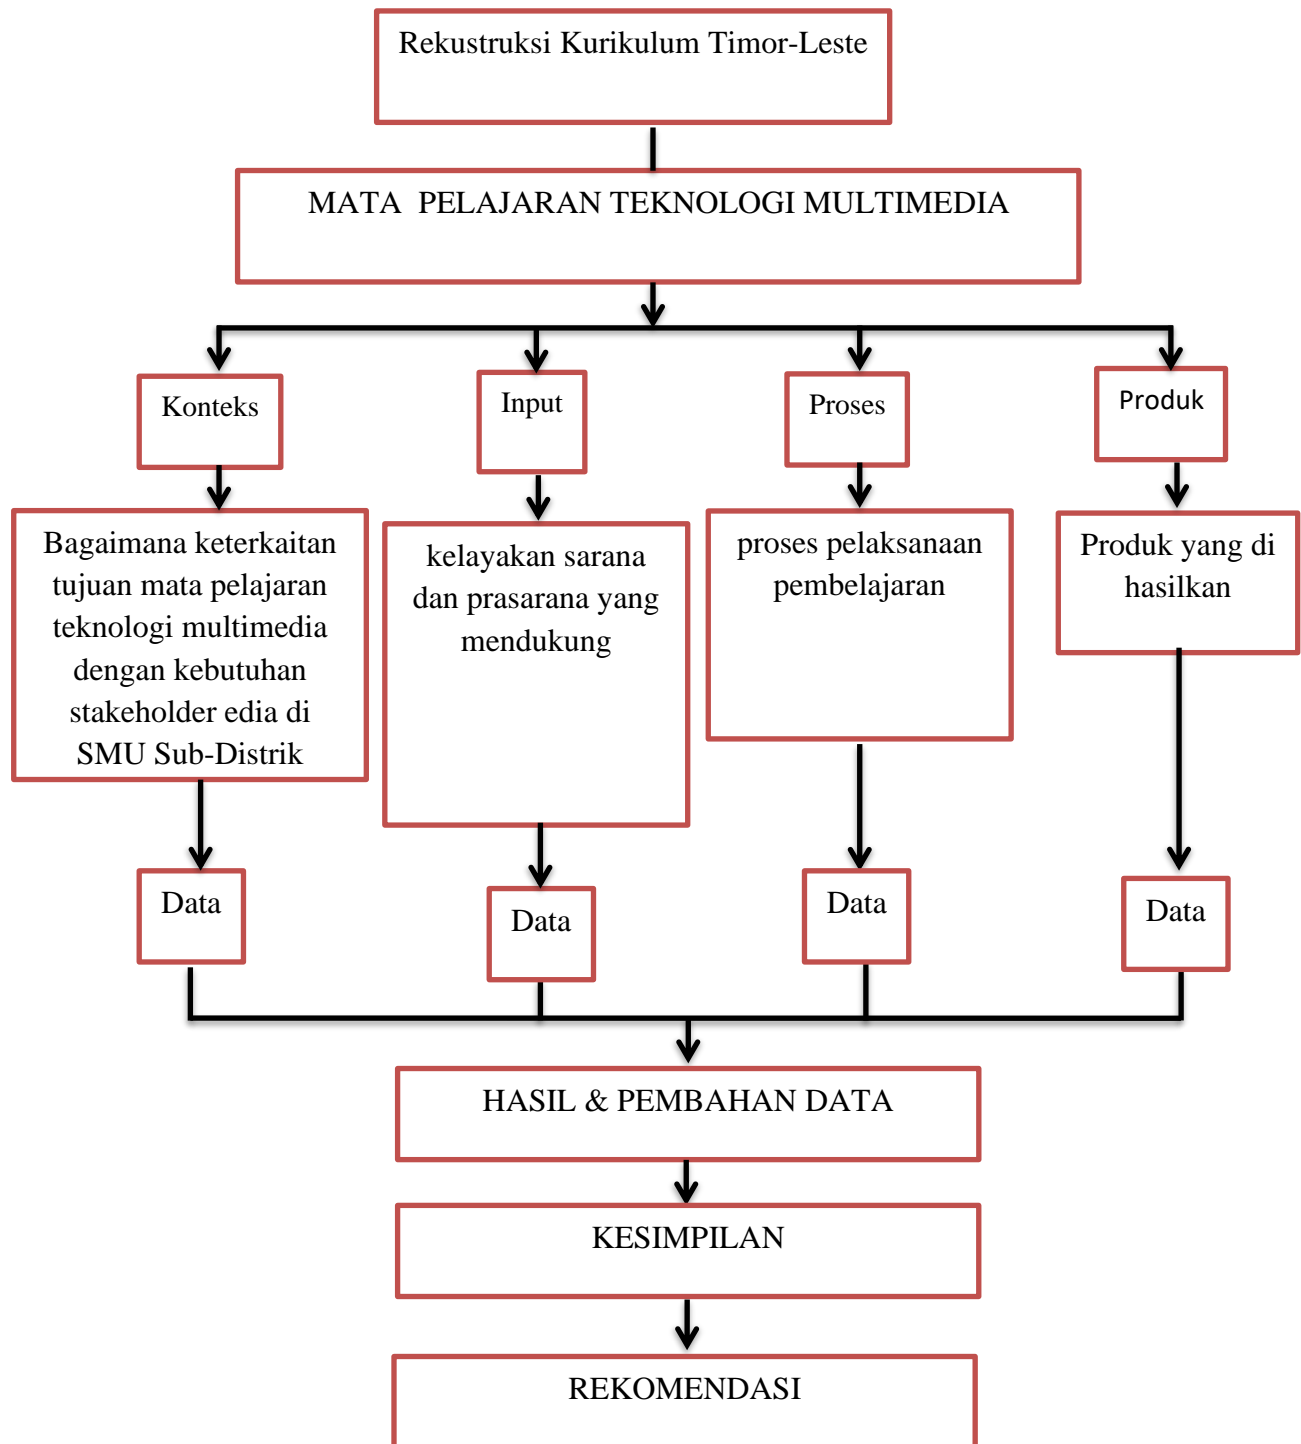 Rekustruksi Kurikulum Timor-Leste
MATA PELAJARAN TEKNOLOGI MULTIMEDIA
Konteks
Input
Proses
Produk
Bagaimana keterkaitan
tujuan mata pelajaran
teknologi multimedia
dengan kebutuhan
stakeholder edia di
SMU Sub-Distrik
kelayakan sarana
dan prasarana yang
mendukung
proses pelaksanaan
pembelajaran
Produk yang di
hasilkan
Data
Data
Data
Data
HASIL & PEMBAHAN DATA
KESIMPILAN
REKOMENDASI